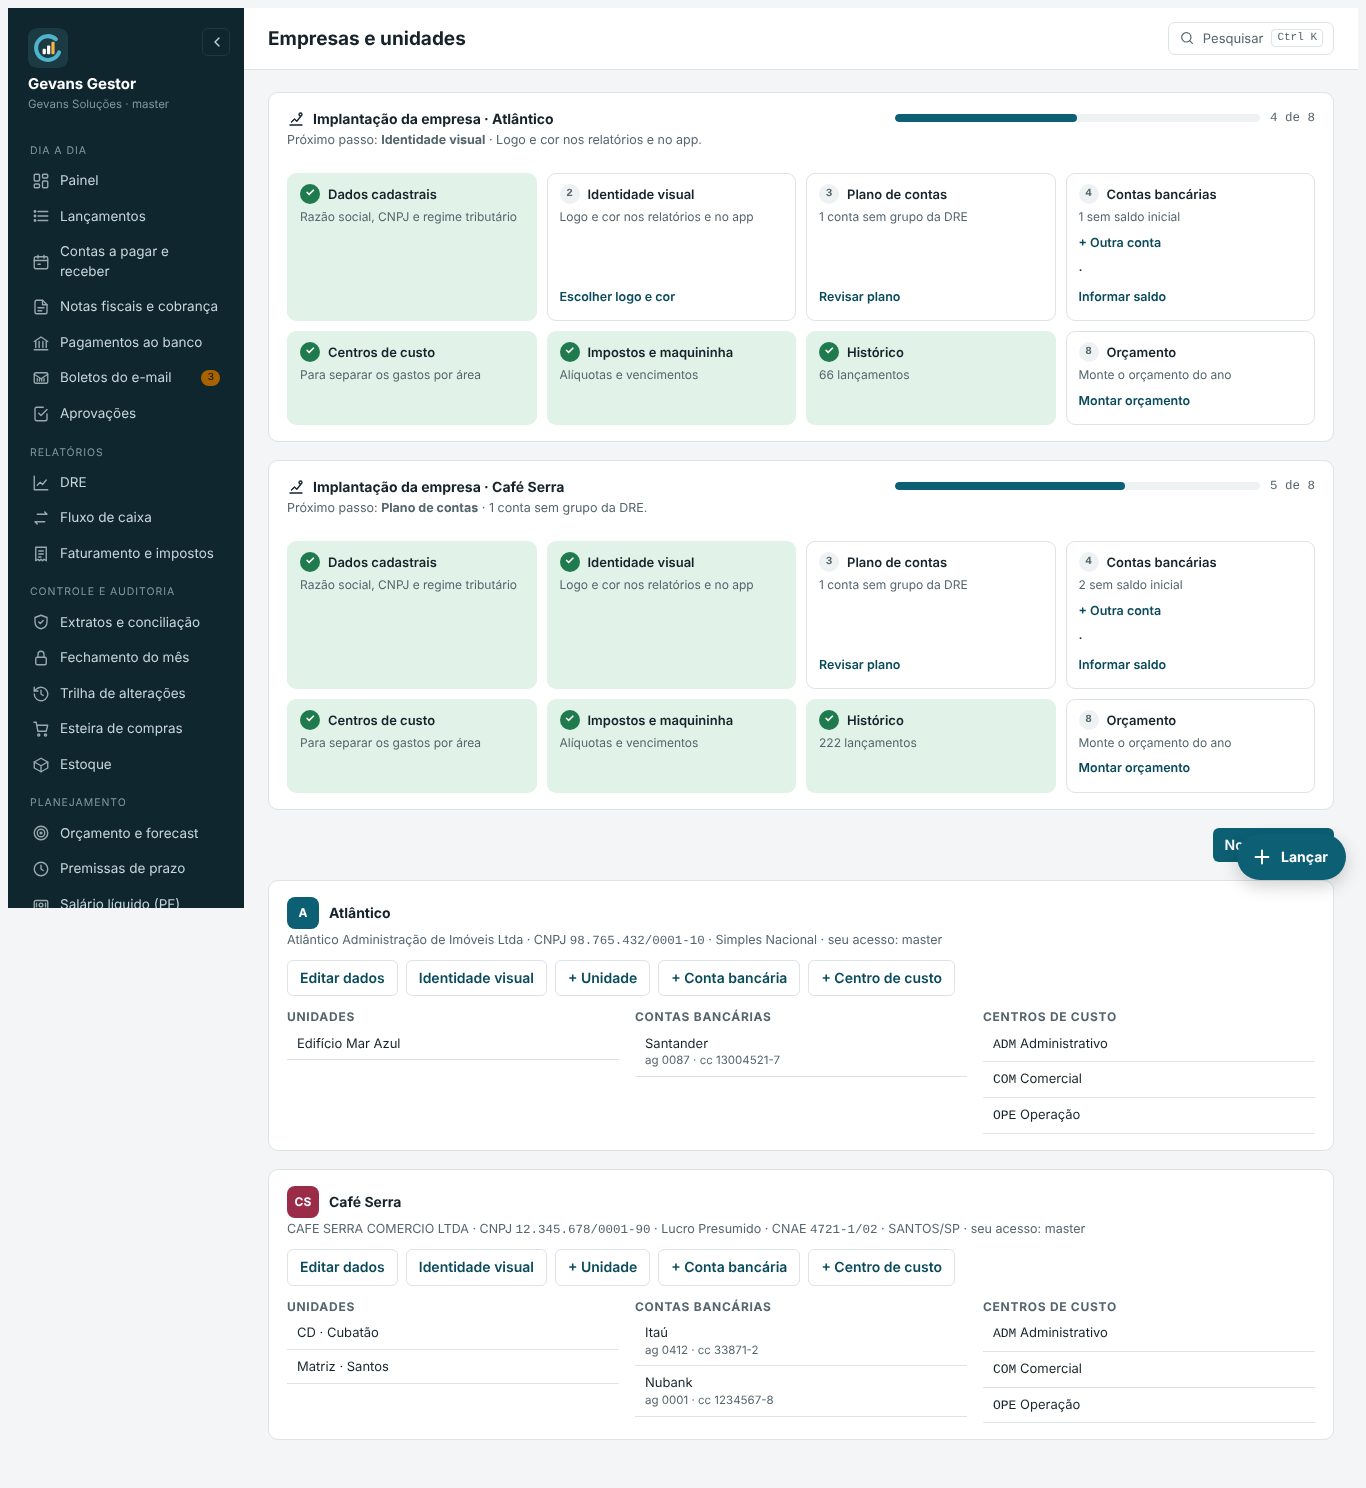 Gevans Gestor
Gevans Soluções · master
DIA A DIA
Painel
Lançamentos
Contas a pagar e
receber
Notas fiscais e cobrança
Pagamentos ao banco
Boletos do e-mail 3
Aprovações
RELATÓRIOS
DRE
Fluxo de caixa
Faturamento e impostos
CONTROLE E AUDITORIA
Extratos e conciliação
Fechamento do mês
Trilha de alterações
Esteira de compras
Estoque
PLANEJAMENTO
Orçamento e forecast
Premissas de prazo
Salário líquido (PF)
Empresas e unidades
Pesquisar Ctrl K
Implantação da empresa · Atlântico
4 de 8
Próximo passo: Identidade visual · Logo e cor nos relatórios e no app.
Dados cadastrais
Razão social, CNPJ e regime tributário
2 Identidade visual
Logo e cor nos relatórios e no app
Escolher logo e cor
3 Plano de contas
1 conta sem grupo da DRE
Revisar plano
4 Contas bancárias
1 sem saldo inicial
+ Outra conta
.
Informar saldo
Centros de custo
Para separar os gastos por área
Impostos e maquininha
Alíquotas e vencimentos
Histórico
66 lançamentos
8 Orçamento
Monte o orçamento do ano
Montar orçamento
Implantação da empresa · Café Serra
5 de 8
Próximo passo: Plano de contas · 1 conta sem grupo da DRE.
Dados cadastrais
Razão social, CNPJ e regime tributário
Identidade visual
Logo e cor nos relatórios e no app
3 Plano de contas
1 conta sem grupo da DRE
Revisar plano
4 Contas bancárias
2 sem saldo inicial
+ Outra conta
.
Informar saldo
Centros de custo
Para separar os gastos por área
Impostos e maquininha
Alíquotas e vencimentos
Histórico
222 lançamentos
8 Orçamento
Monte o orçamento do ano
Montar orçamento
Lançar
A Atlântico
Atlântico Administração de Imóveis Ltda · CNPJ 98.765.432/0001-10 · Simples Nacional · seu acesso: master
Editar dados Identidade visual + Unidade + Conta bancária + Centro de custo
UNIDADES
Edifício Mar Azul
CONTAS BANCÁRIAS
Santander
ag 0087 · cc 13004521-7
CENTROS DE CUSTO
ADM Administrativo
COM Comercial
OPE Operação
CS Café Serra
CAFE SERRA COMERCIO LTDA · CNPJ 12.345.678/0001-90 · Lucro Presumido · CNAE 4721-1/02 · SANTOS/SP · seu acesso: master
Editar dados Identidade visual + Unidade + Conta bancária + Centro de custo
UNIDADES
CD · Cubatão
Matriz · Santos
CONTAS BANCÁRIAS
Itaú
ag 0412 · cc 33871-2
Nubank
ag 0001 · cc 1234567-8
CENTROS DE CUSTO
ADM Administrativo
COM Comercial
OPE Operação